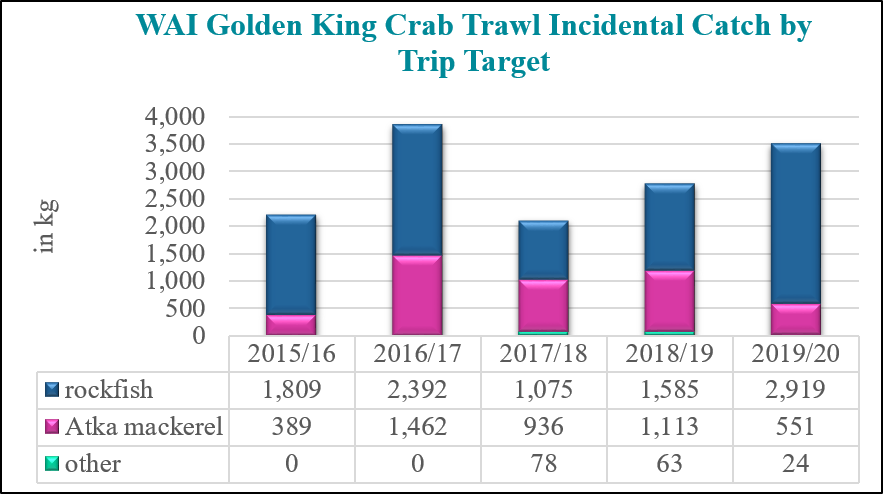 WAI Golden King Crab Trawl Incidental Catch by
Trip Target
in kg
4,000
3,500
3,000
2,500
2,000
1,500
1,000
500
0
2015/16 2016/17 2017/18 2018/19 2019/20
rockfish 1,809 2,392 1,075 1,585 2,919
Atka mackerel 389 1,462 936 1,113 551
other 0 0 78 63 24